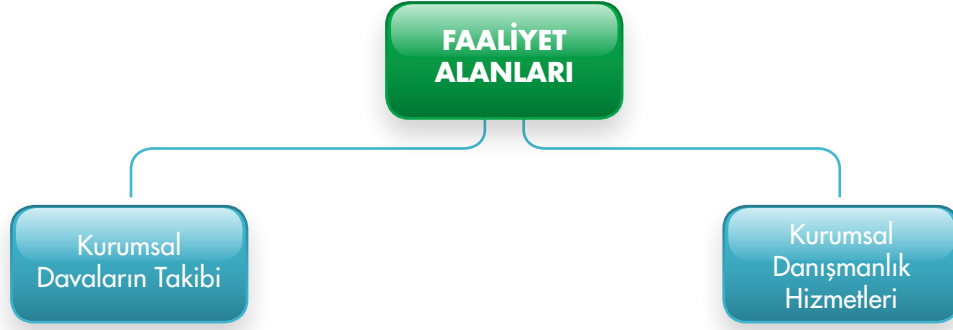 FAALİYET
ALANLARI
Kurumsal
Davaların Takibi
Kurumsal
Danışmanlık
Hizmetleri